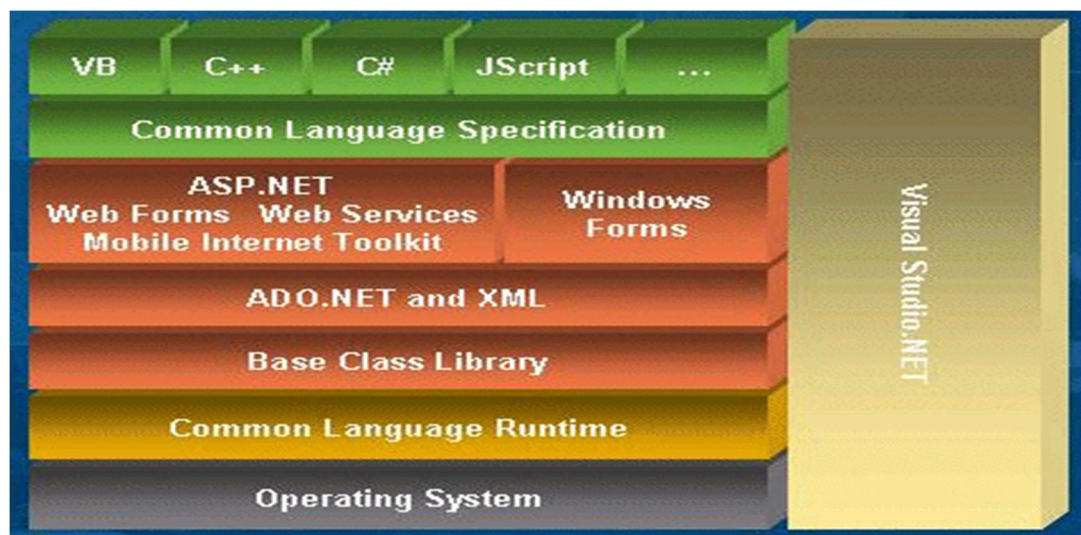 VB C++ C# JScript ...
Common Language Specification
ASP.NET
Web Forms Web Services
Mobile Internet Toolkit
Windows
Forms
ADO.NET and XML
Base Class Library
Common Language Runtime
Operating System
Visual Studio.NET